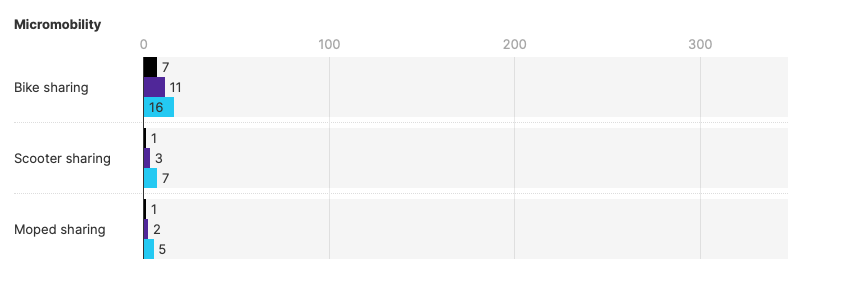 Micromobility
0 100 200 300
Bike sharing
7
11
16
Scooter sharing
1
3
7
Moped sharing
1
2
5